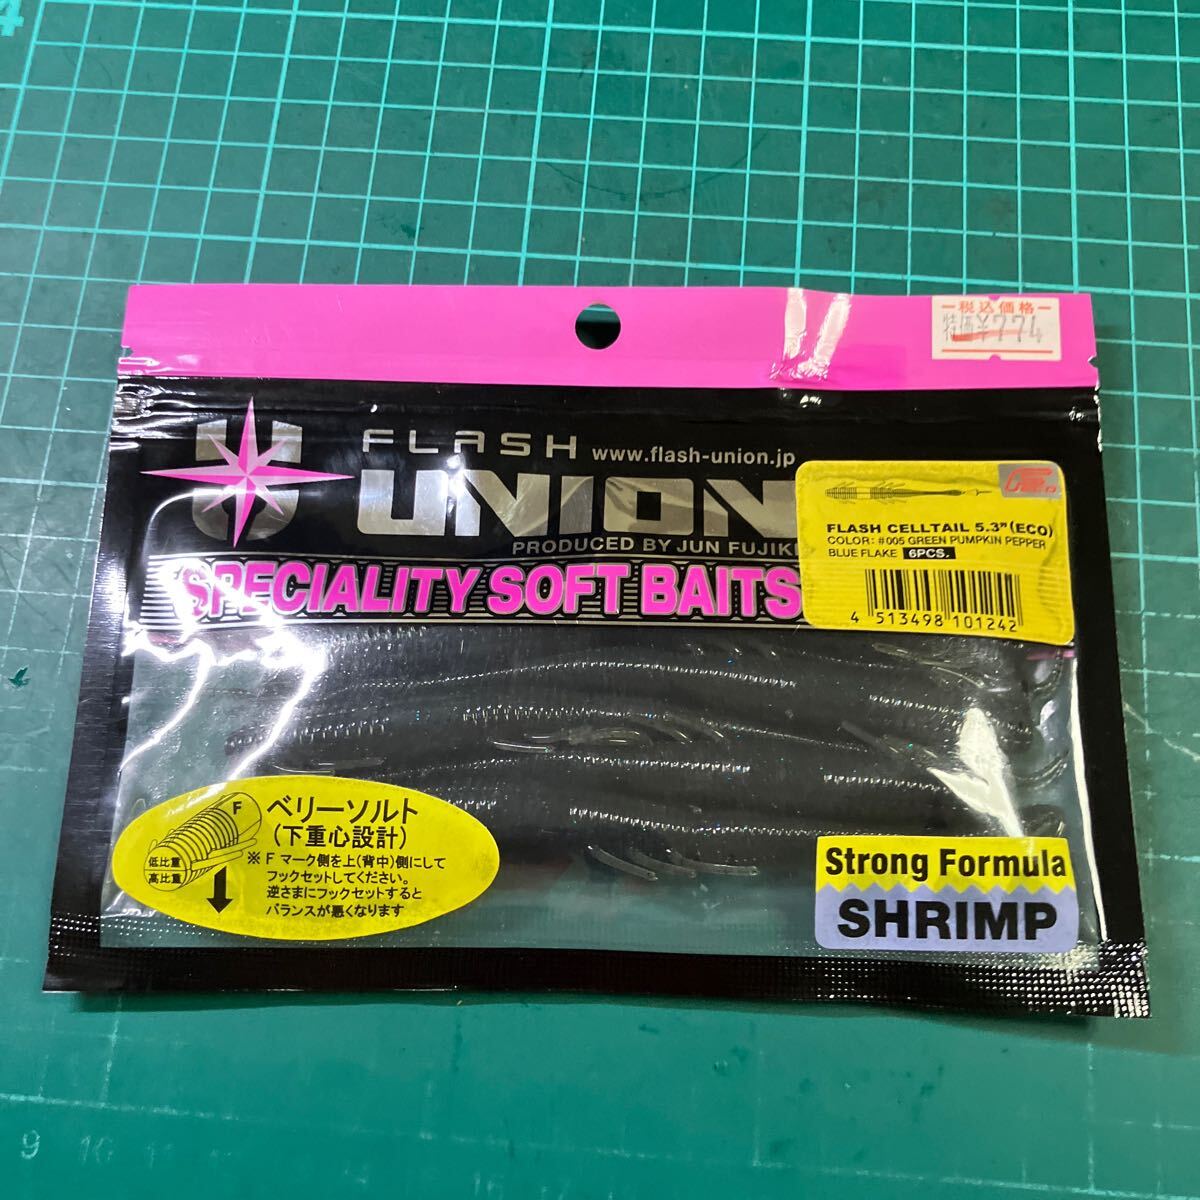 4
税込価格
特価¥774
FLASH
www.flash-union.jp
UNION
PRODUCED BY JUN FUJIKI
SPECIALITY SOFT BAITS
FLASH CELLTAIL 5.3"(ECO)
COLOR: #005 GREEN PUMPKIN PEPPER
BLUE FLAKE 6PCS.
4 513498 101242
F
ベリーソルト
(下重心設計)
低比重
高比重
※ F マーク側を上(背中)側にして
フックセットしてください。
逆さまにフックセットすると
バランスが悪くなります
Strong Formula
SHRIMP
9 10